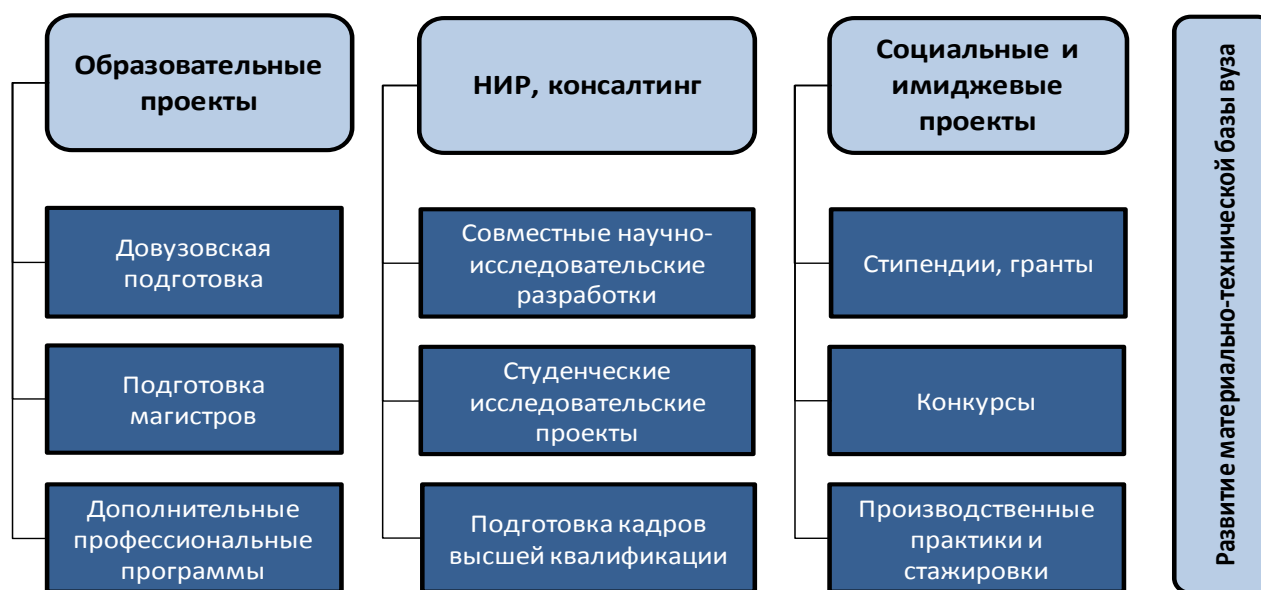 Образовательные
проекты
Довузовская
подготовка
Подготовка
магистров
Дополнительные
профессиональные
программы
НИР, консалтинг
Совместные научно-
исследовательские
разработки
Студенческие
исследовательские
проекты
Подготовка кадров
высшей квалификации
Социальные и
имиджевые
проекты
Стипендии, гранты
Конкурсы
Производственные
практики и
стажировки
Развитие материально-технической базы вуза